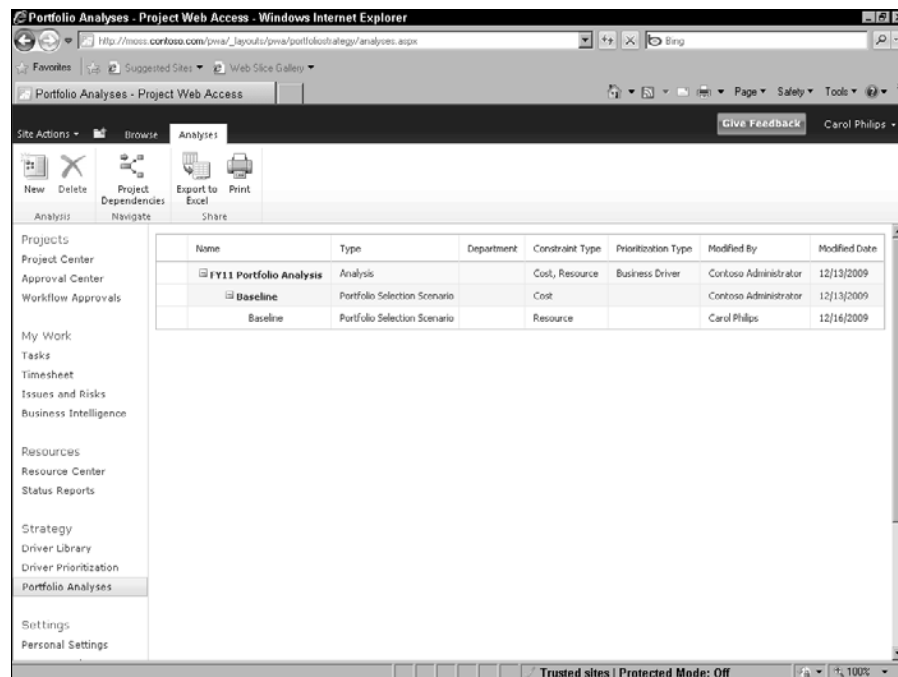 Portfolio Analyses - Project Web Access - Windows Internet Explorer
http://moss.contoso.com/pwa/_layouts/pwa/portfoliostrategy/analyses.aspx Bing
Favorites Suggested Sites Web Slice Gallery
Portfolio Analyses - Project Web Access Page Safety Tools
Give Feedback Carol Philips
Site Actions Browse Analyses
New Delete Project Dependencies Export to Excel Print
Analysis Navigate Share
Projects
Project Center
Approval Center
Workflow Approvals
My Work
Tasks
Timesheet
Issues and Risks
Business Intelligence
Resources
Resource Center
Status Reports
Strategy
Driver Library
Driver Prioritization
Portfolio Analyses
Settings
Personal Settings
Name Type Department Constraint Type Prioritization Type Modified By Modified Date
FY11 Portfolio Analysis Analysis Cost, Resource Business Driver Contoso Administrator 12/13/2009
Baseline Portfolio Selection Scenario Cost Contoso Administrator 12/13/2009
Baseline Portfolio Selection Scenario Resource Carol Philips 12/16/2009
Trusted sites | Protected Mode: Off 100%